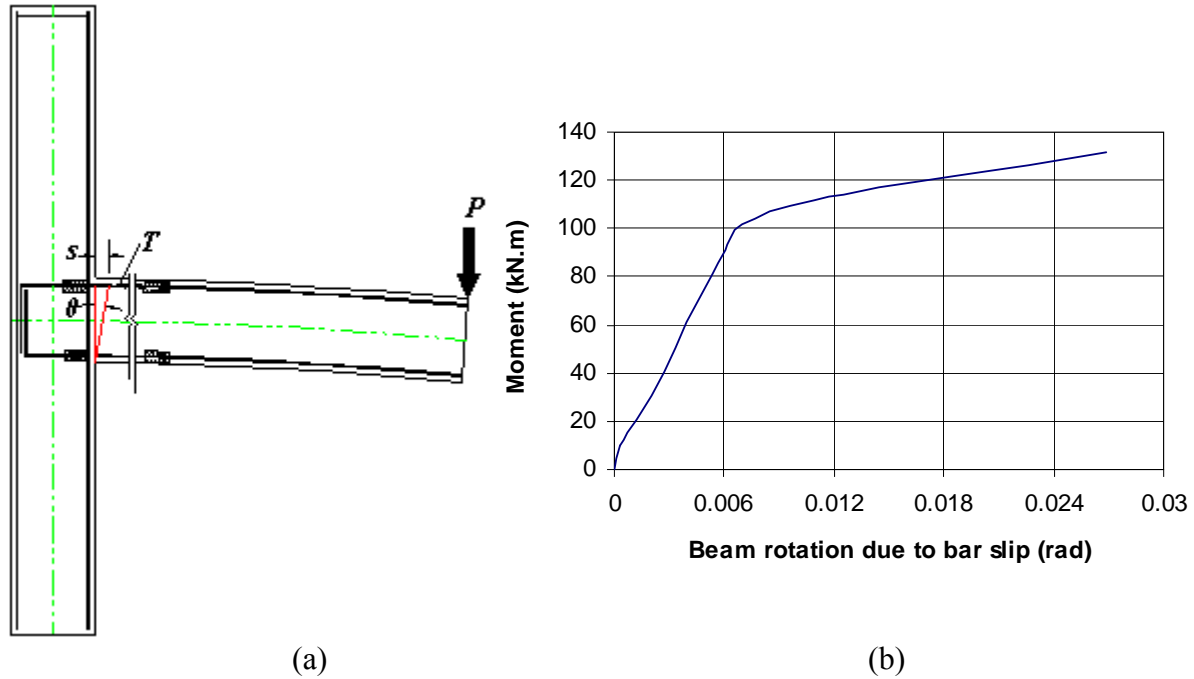 P
s
T
θ
Moment (kN.m)
140
120
100
80
60
40
20
0
0 0.006 0.012 0.018 0.024 0.03
Beam rotation due to bar slip (rad)
(a)
(b)